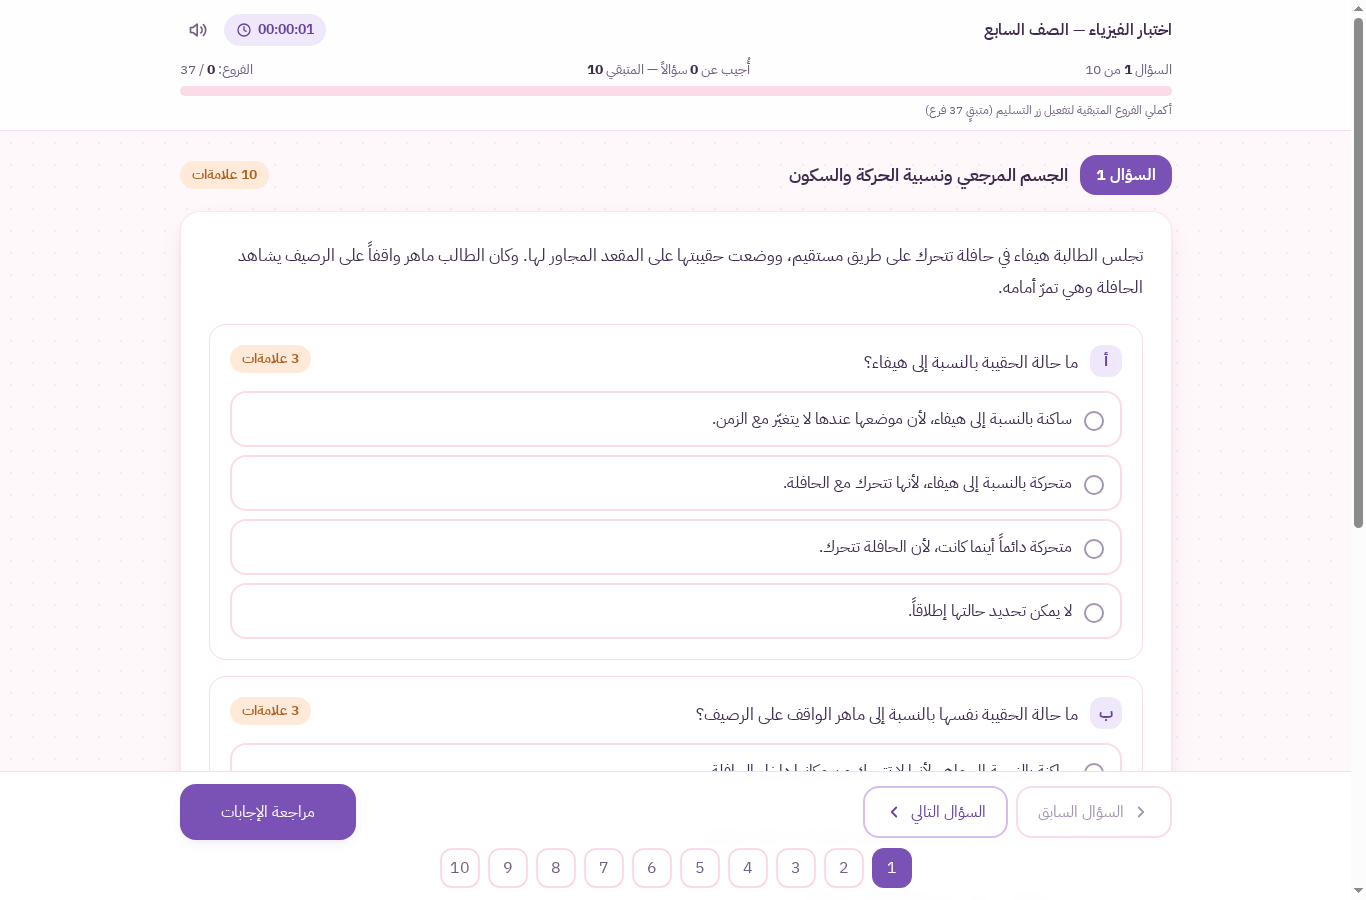 اختبار الفيزياء — الصف السابع
00:00:01
السؤال 1 من 10
أُجيب عن 0 سؤالاً — المتبقي 10
الفروع: 0 / 37
أكملي الفروع المتبقية لتفعيل زر التسليم (متبقٍ 37 فرع)
السؤال 1
الجسم المرجعي ونسبية الحركة والسكون
10 علامات
تجلس الطالبة هيفاء في حافلة تتحرك على طريق مستقيم، ووضعت حقيبتها على المقعد المجاور لها. وكان الطالب ماهر واقفاً على الرصيف يشاهد
الحافلة وهي تمرّ أمامه.
أ
ما حالة الحقيبة بالنسبة إلى هيفاء؟
3 علامات
ساكنة بالنسبة إلى هيفاء، لأن موضعها عندها لا يتغيّر مع الزمن.
متحركة بالنسبة إلى هيفاء، لأنها تتحرك مع الحافلة.
متحركة دائماً أينما كانت، لأن الحافلة تتحرك.
لا يمكن تحديد حالتها إطلاقاً.
ب
ما حالة الحقيبة نفسها بالنسبة إلى ماهر الواقف على الرصيف؟
3 علامات
السؤال السابق
السؤال التالي
مراجعة الإجابات
1 2 3 4 5 6 7 8 9 10